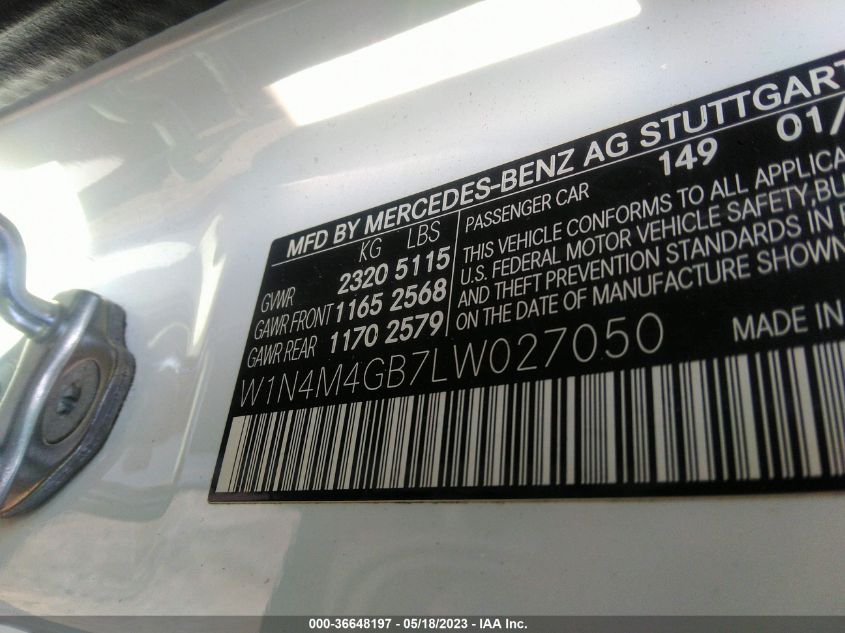 MFD BY MERCEDES-BENZ AG STUTTGART
KG LBS
GVWR 2320 5115
GAWR FRONT 1165 2568
GAWR REAR 1170 2579
149 01/
PASSENGER CAR
THIS VEHICLE CONFORMS TO ALL APPLICA
U.S. FEDERAL MOTOR VEHICLE SAFETY, BU
AND THEFT PREVENTION STANDARDS IN E
ON THE DATE OF MANUFACTURE SHOWN
W1N4M4GB7LW027050
MADE IN
000-36648197 - 05/18/2023 - IAA Inc.